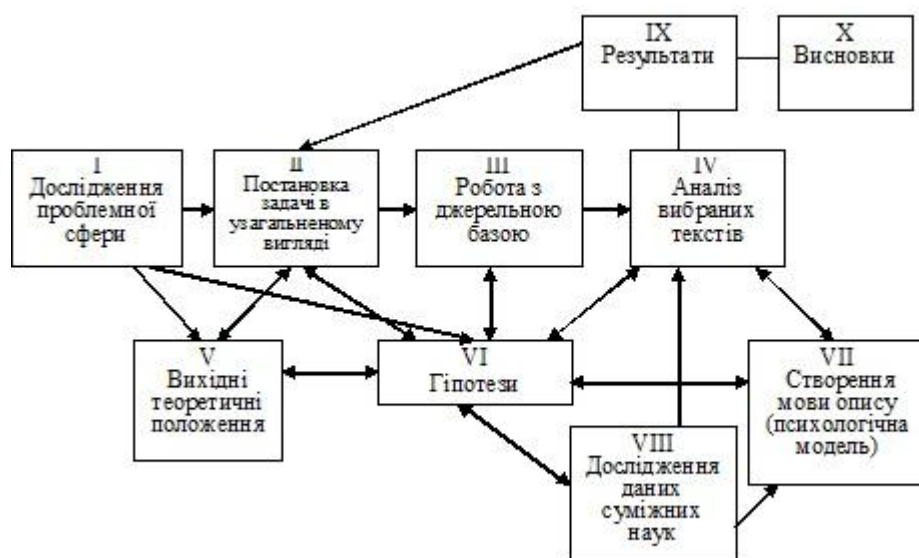 IX
Результати
X
Висновки
I
Дослідження
проблемної
сфери
II
Постановка
задачі в
узагальненому
вигляді
III
Робота з
джерельною
базою
IV
Аналіз
вибраних
текстів
V
Вихідні
теоретичні
положення
VI
Гіпотези
VII
Створення
мови опису
(психологічна
модель)
VIII
Дослідження
даних
суміжних
наук